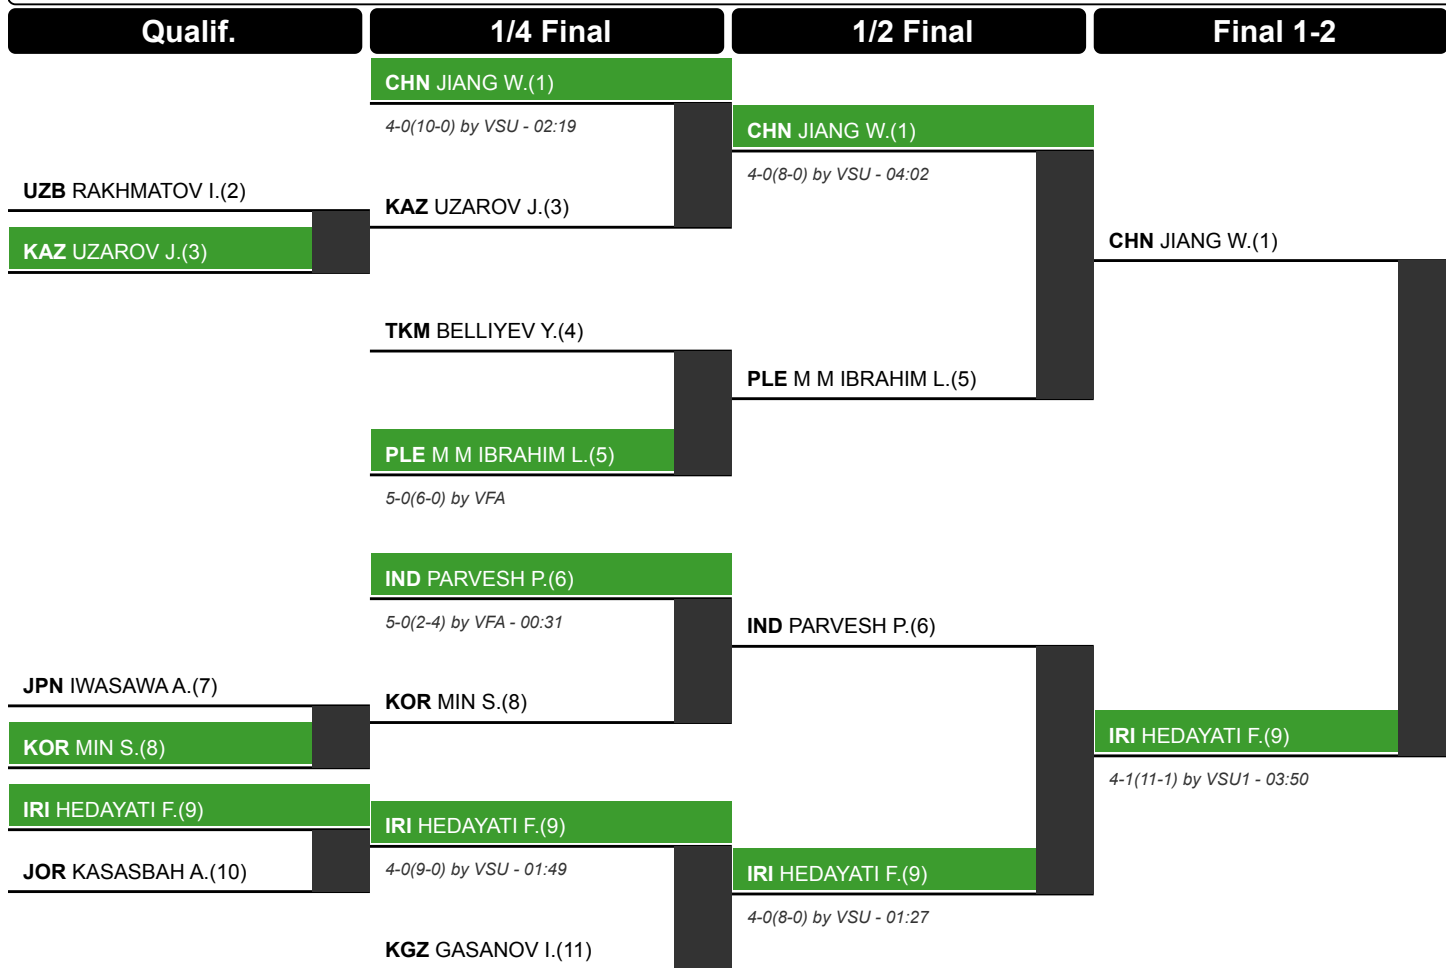 Qualif.
1/4 Final
1/2 Final
Final 1-2
UZB RAKHMATOV I.(2)
KAZ UZAROV J.(3)
JPN IWASAWA A.(7)
KOR MIN S.(8)
IRI HEDAYATI F.(9)
JOR KASASBAH A.(10)
CHN JIANG W.(1)
4-0(10-0) by VSU - 02:19
KAZ UZAROV J.(3)
TKM BELLIYEV Y.(4)
PLE M M IBRAHIM L.(5)
5-0(6-0) by VFA
IND PARVESH P.(6)
5-0(2-4) by VFA - 00:31
KOR MIN S.(8)
IRI HEDAYATI F.(9)
4-0(9-0) by VSU - 01:49
KGZ GASANOV I.(11)
CHN JIANG W.(1)
4-0(8-0) by VSU - 04:02
PLE M M IBRAHIM L.(5)
IND PARVESH P.(6)
IRI HEDAYATI F.(9)
4-0(8-0) by VSU - 01:27
CHN JIANG W.(1)
IRI HEDAYATI F.(9)
4-1(11-1) by VSU1 - 03:50